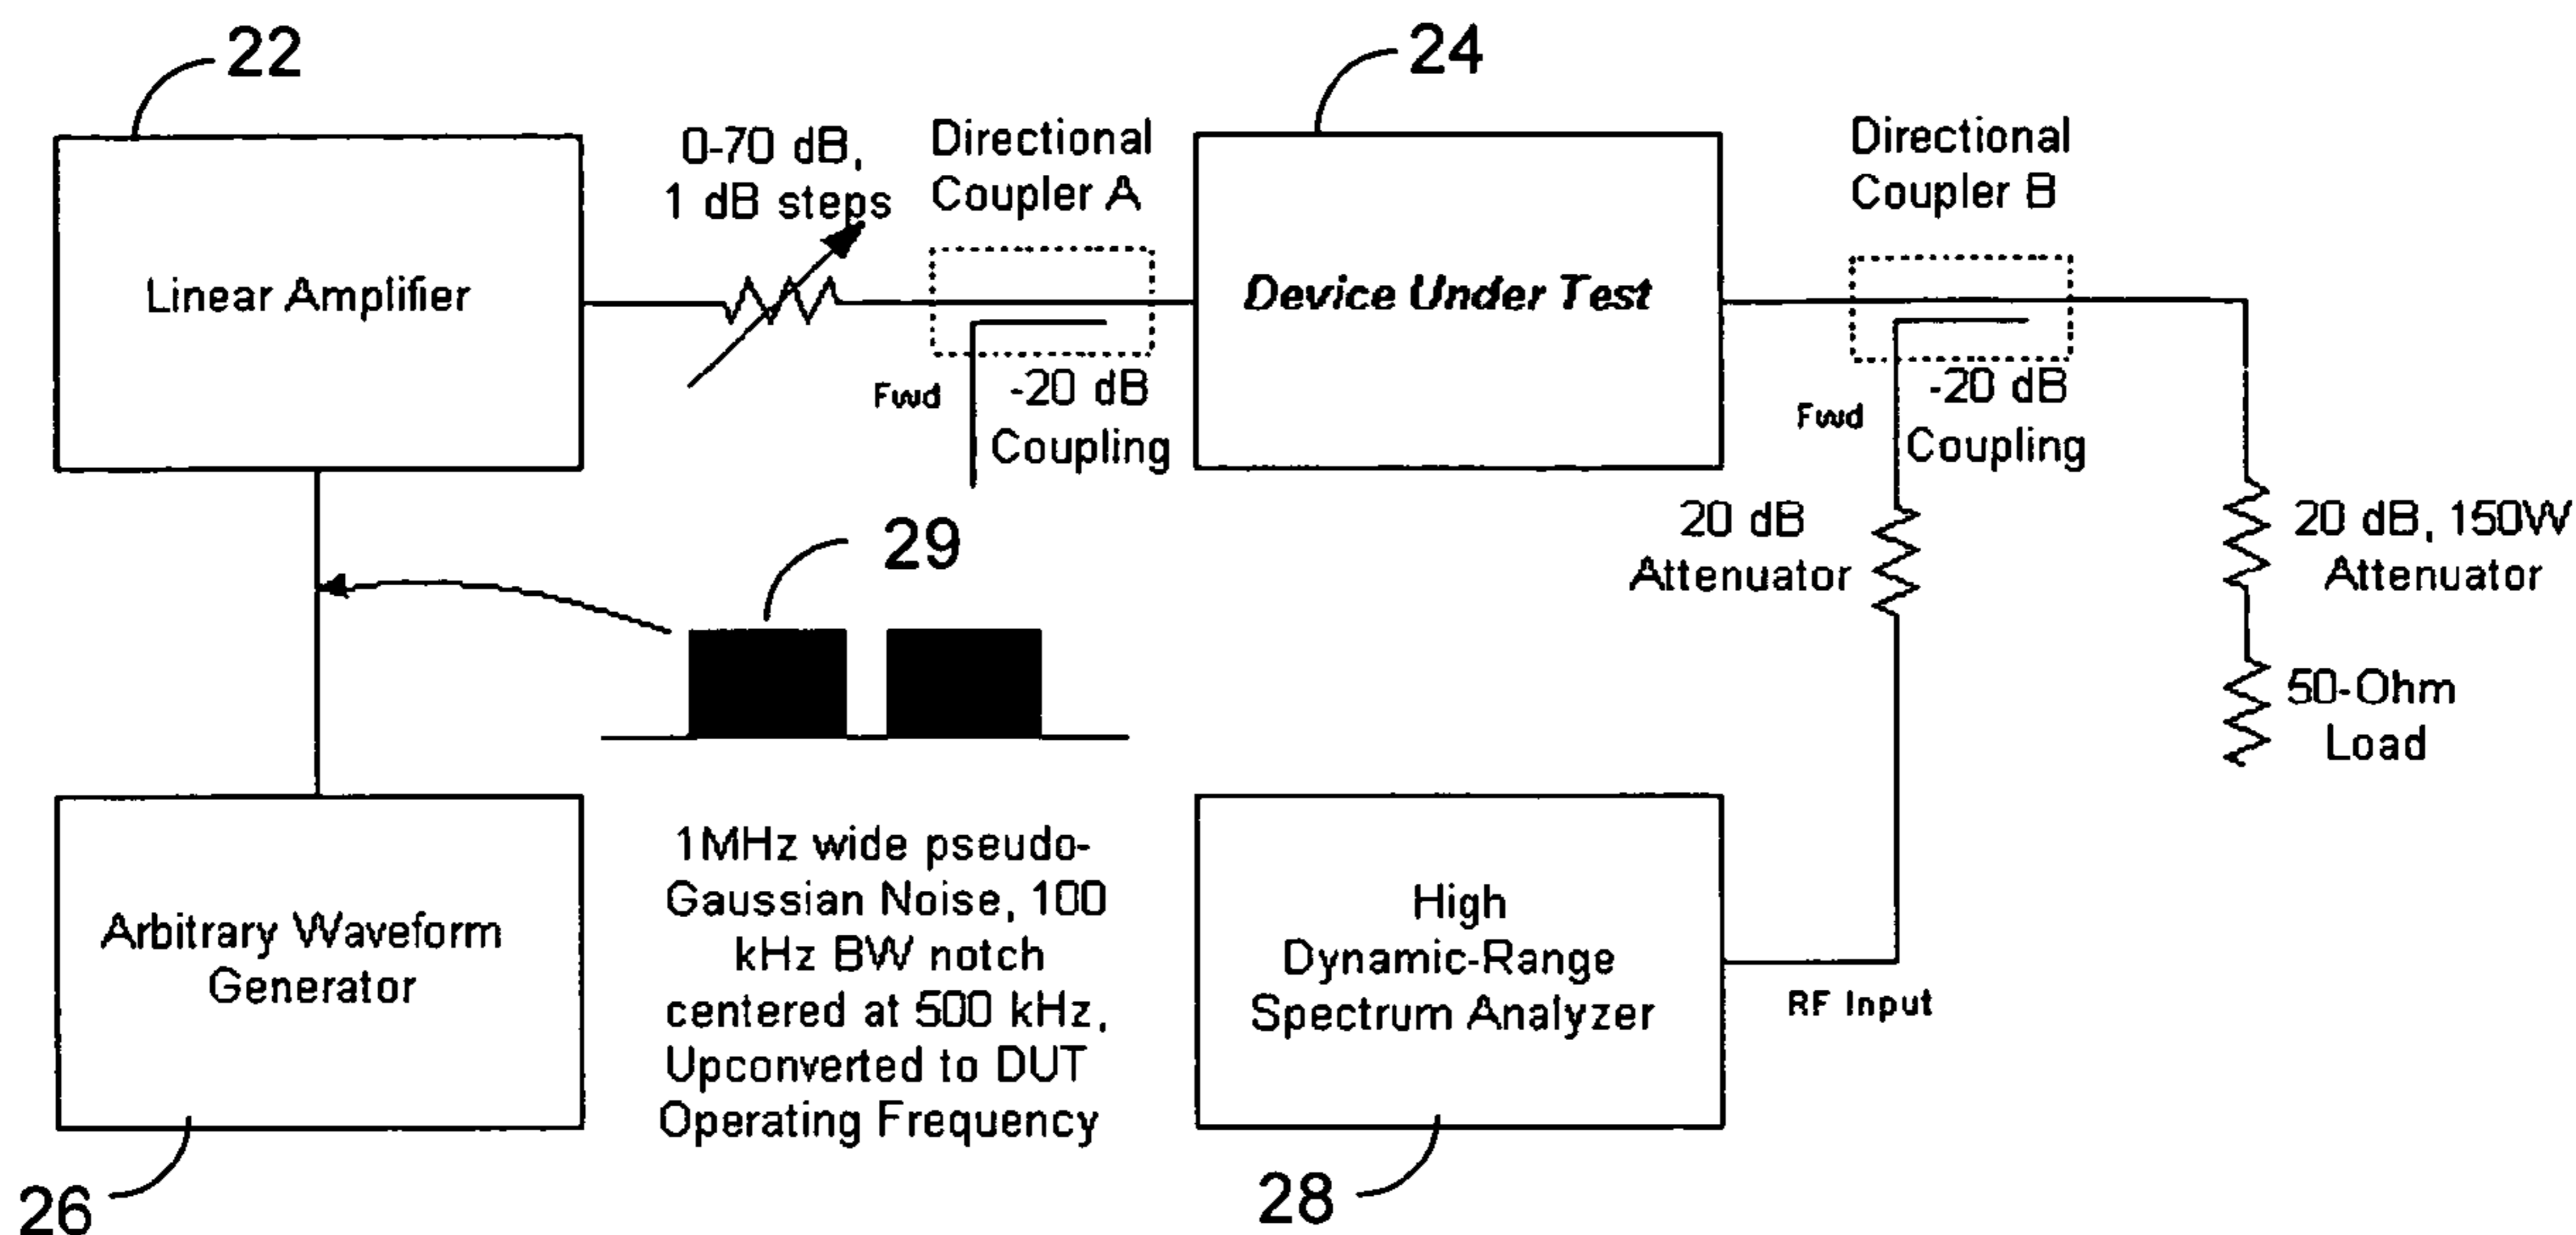 22
24
Linear Amplifier
0-70 dB,
1 dB steps
Directional
Coupler A
Fwd
-20 dB
Coupling
Device Under Test
Directional
Coupler B
Fwd
-20 dB
Coupling
20 dB
Attenuator
20 dB, 150W
Attenuator
50-Ohm
Load
29
1MHz wide pseudo-
Gaussian Noise, 100
kHz BW notch
centered at 500 kHz,
Upconverted to DUT
Operating Frequency
Arbitrary Waveform
Generator
High
Dynamic-Range
Spectrum Analyzer
RF Input
26
28